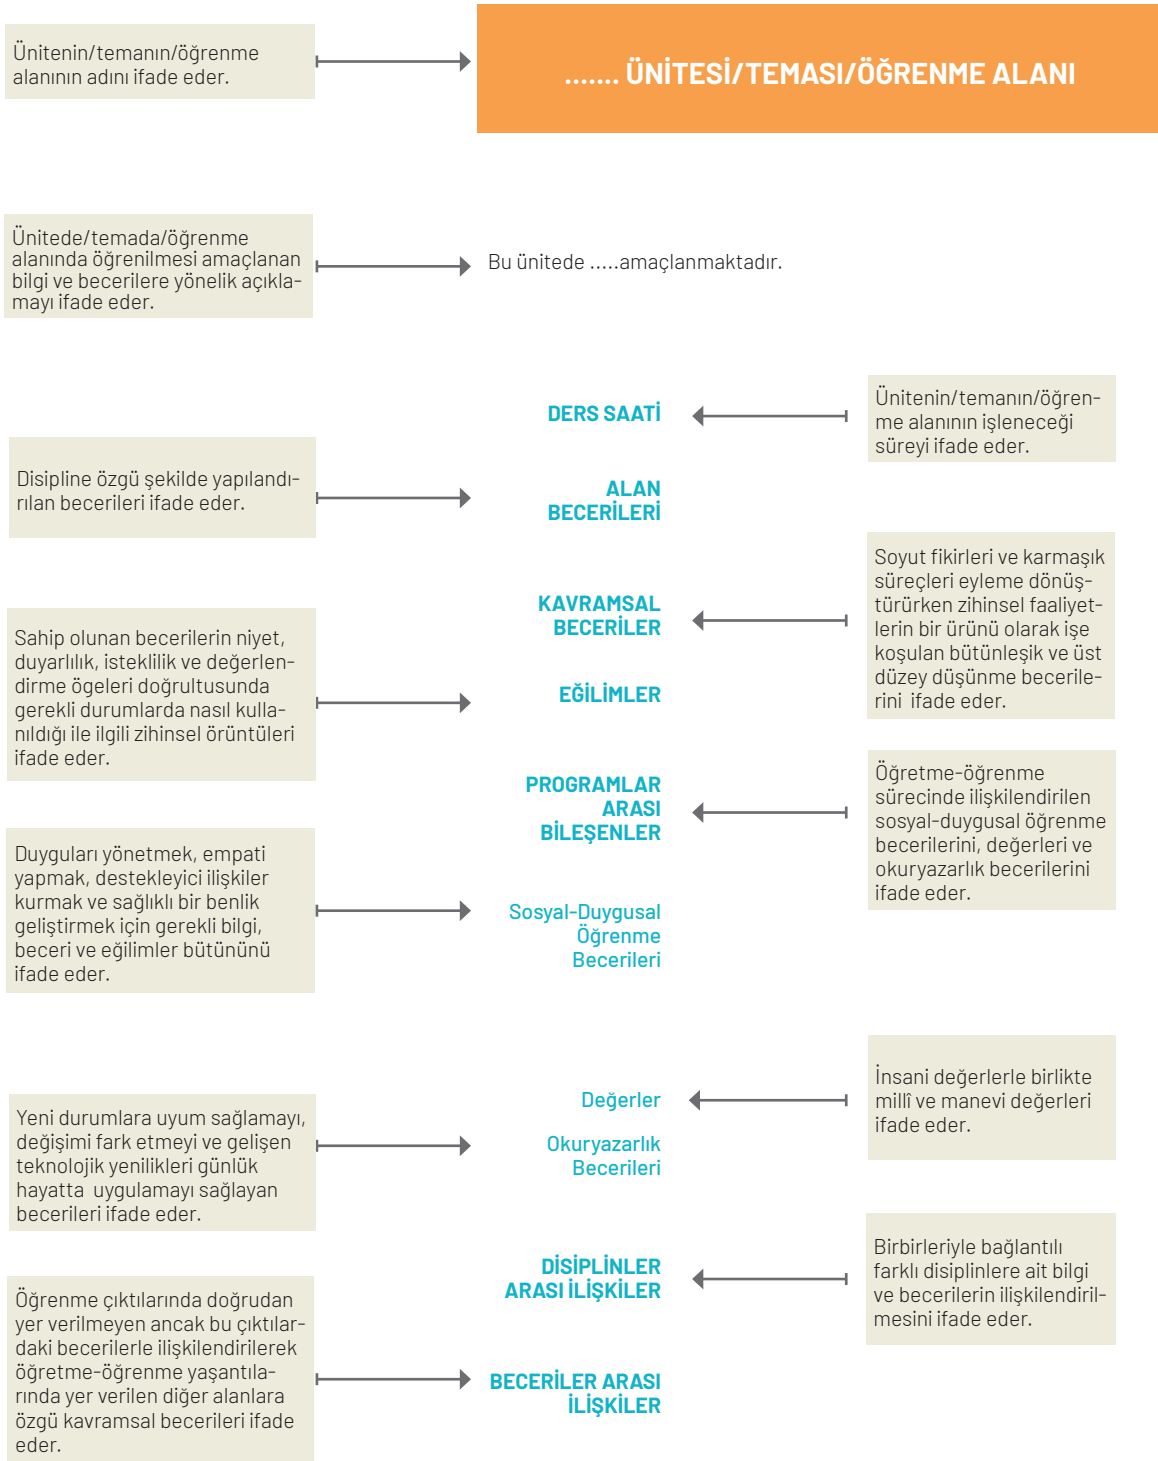 Ünitenin/temanın/öğrenme
alanının adını ifade eder.
....... ÜNİTESİ/TEMASI/ÖĞRENME ALANI
Ünitede/temada/öğrenme
alanında öğrenilmesi amaçlanan
bilgi ve becerilere yönelik açıkla-
mayı ifade eder.
Bu ünitede .....amaçlanmaktadır.
DERS SAATİ
Ünitenin/temanın/öğren-
me alanının işleneceği
süreyi ifade eder.
Disipline özgü şekilde yapılandı-
rılan becerileri ifade eder.
ALAN
BECERİLERİ
KAVRAMSAL
BECERİLER
Soyut fikirleri ve karmaşık
süreçleri eyleme dönüş-
türürken zihinsel faaliyet-
lerin bir ürünü olarak işe
koşulan bütünleşik ve üst
düzey düşünme becerile-
rini  ifade eder.
Sahip olunan becerilerin niyet,
duyarlılık, isteklilik ve değerlen-
dirme ögeleri doğrultusunda
gerekli durumlarda nasıl kulla-
nıldığı ile ilgili zihinsel örüntüleri
ifade eder.
EĞİLİMLER
PROGRAMLAR
ARASI
BİLEŞENLER
Öğretme-öğrenme
sürecinde ilişkilendirilen
sosyal-duygusal öğrenme
becerilerini, değerleri ve
okuryazarlık becerilerini
ifade eder.
Duyguları yönetmek, empati
yapmak, destekleyici ilişkiler
kurmak ve sağlıklı bir benlik
geliştirmek için gerekli bilgi,
beceri ve eğilimler bütününü
ifade eder.
Sosyal-Duygusal
Öğrenme
Becerileri
Değerler
İnsani değerlerle birlikte
millî ve manevi değerleri
ifade eder.
Yeni durumlara uyum sağlamayı,
değişimi fark etmeyi ve gelişen
teknolojik yenilikleri günlük
hayatta  uygulamayı sağlayan
becerileri ifade eder.
Okuryazarlık
Becerileri
DİSİPLİNLER
ARASI İLİŞKİLER
Birbirleriyle bağlantılı
farklı disiplinlere ait bilgi
ve becerilerin ilişkilendiril-
mesini ifade eder.
Öğrenme çıktılarında doğrudan
yer verilmeyen ancak bu çıktılar-
daki becerilerle ilişkilendirilerek
öğretme-öğrenme yaşantıla-
rında yer verilen diğer alanlara
özgü kavramsal becerileri ifade
eder.
BECERİLER ARASI
İLİŞKİLER